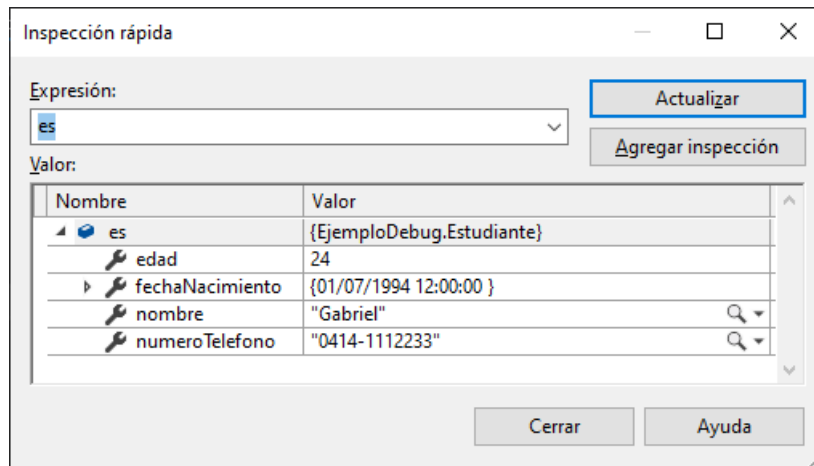 Inspección rápida
Expresión:
Actualizar
es
Agregar inspección
Valor:
Nombre Valor
es {EjemploDebug.Estudiante}
edad 24
fechaNacimiento {01/07/1994 12:00:00 }
nombre "Gabriel"
numeroTelefono "0414-1112233"
Cerrar Ayuda